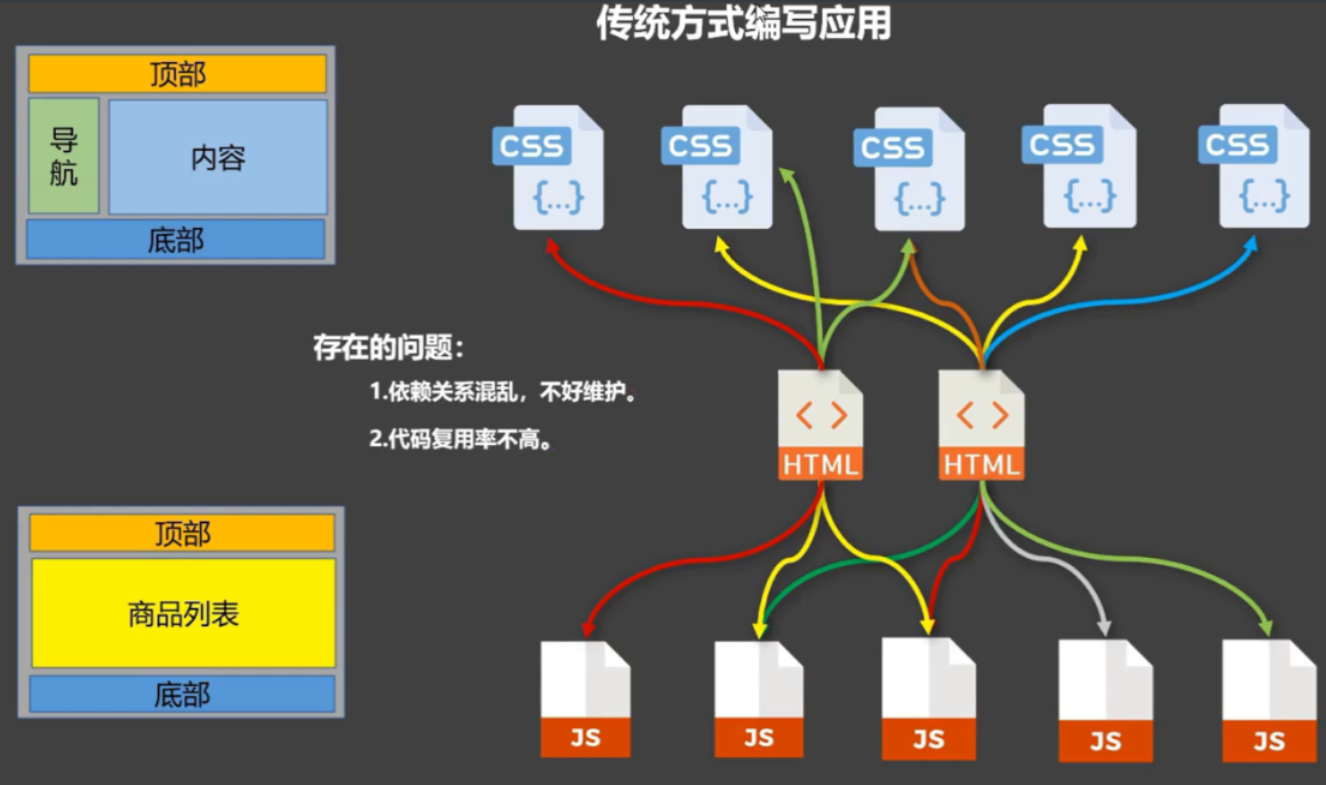 传统方式编写应用
顶部
导航
内容
底部
CSS
{...}
CSS
{...}
CSS
{...}
CSS
{...}
CSS
{...}
存在的问题：
1.依赖关系混乱，不好维护。
2.代码复用率不高。
< >
HTML
< >
HTML
顶部
商品列表
底部
JS
JS
JS
JS
JS